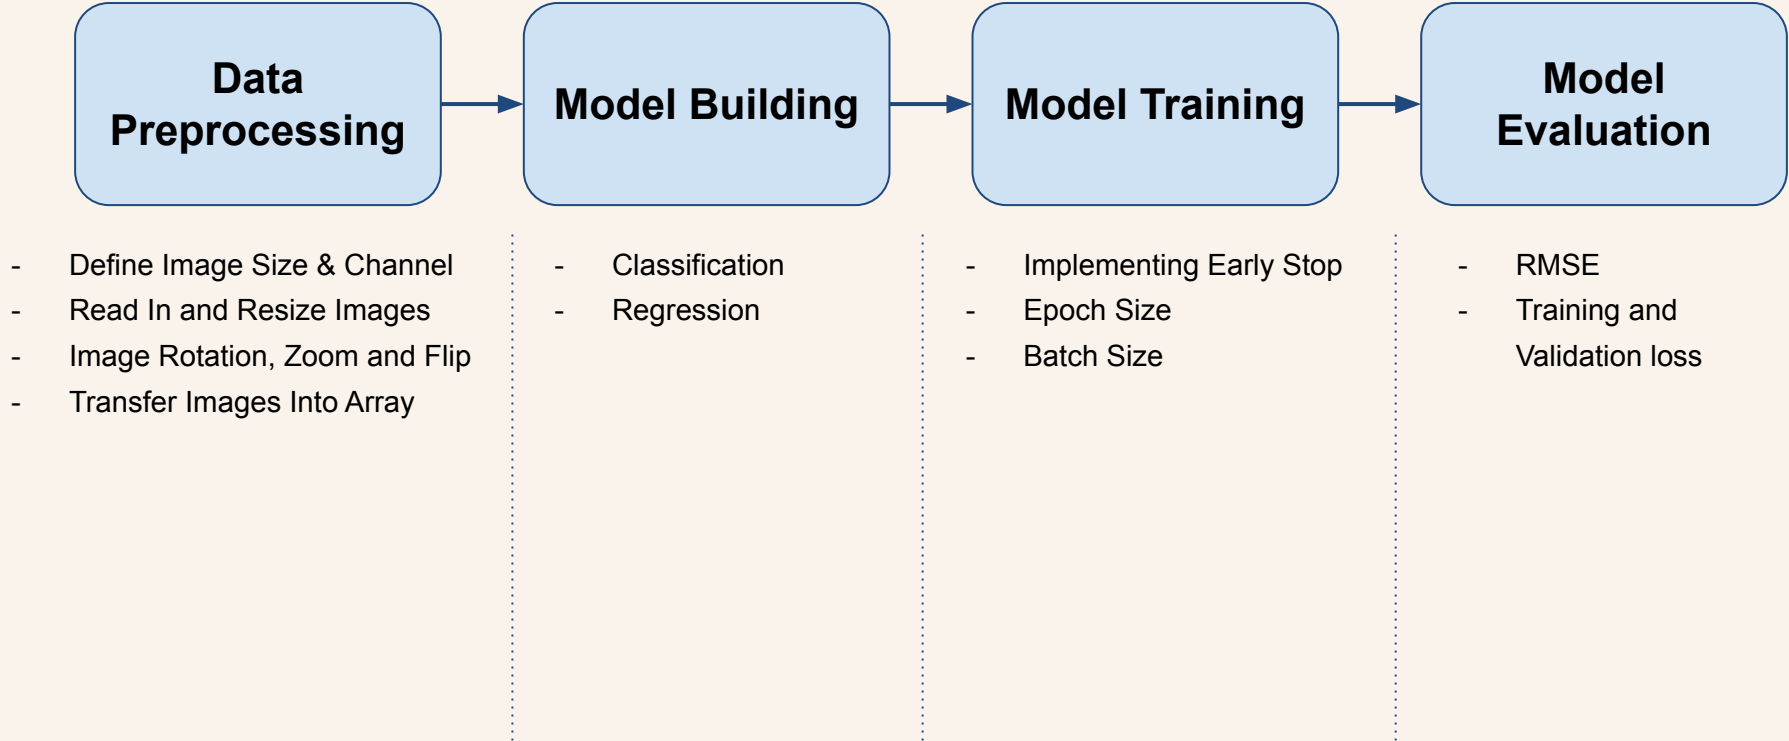 Data
Preprocessing
Model Building
Model Training
Model
Evaluation
- Define Image Size & Channel
- Read In and Resize Images
- Image Rotation, Zoom and Flip
- Transfer Images Into Array
- Classification
- Regression
- Implementing Early Stop
- Epoch Size
- Batch Size
- RMSE
- Training and
Validation loss